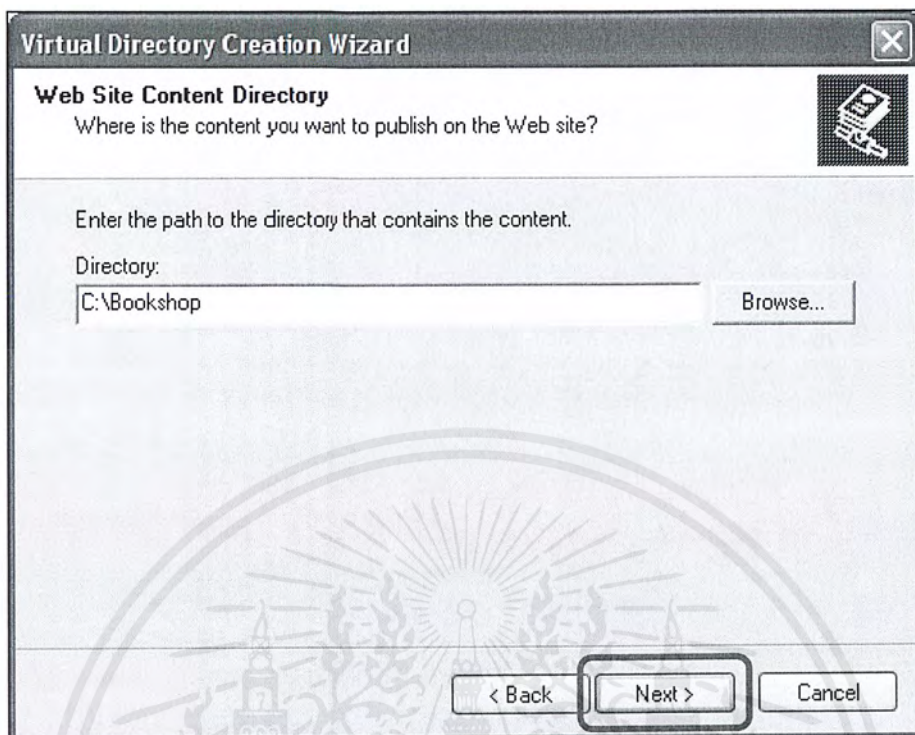 Virtual Directory Creation Wizard
Web Site Content Directory
Where is the content you want to publish on the Web site?
Enter the path to the directory that contains the content.
Directory:
C:\Bookshop
Browse...
< Back
Next >
Cancel